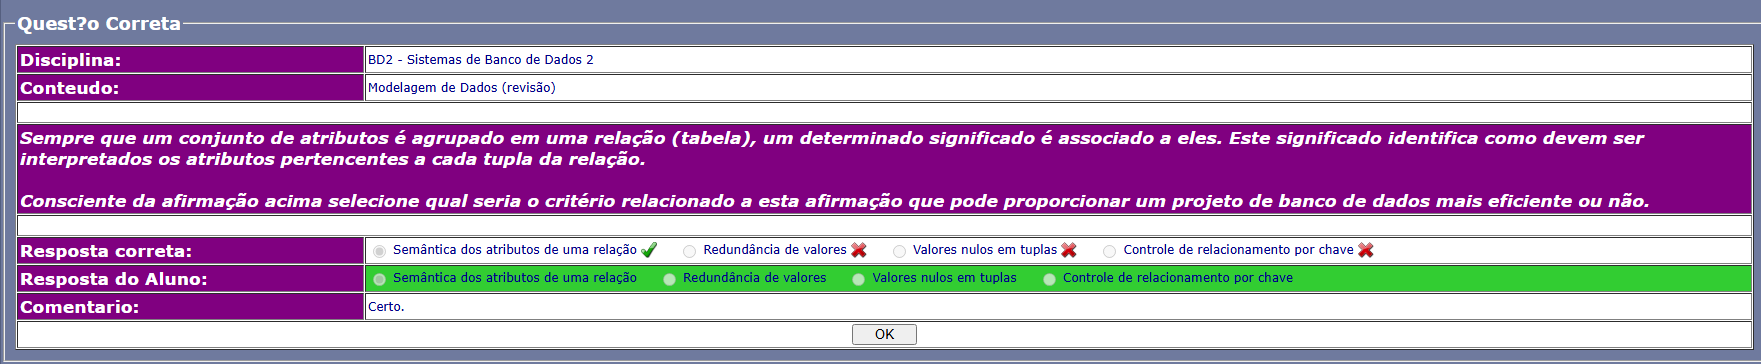 Quest?o Correta
Disciplina: BD2 - Sistemas de Banco de Dados 2
Conteudo: Modelagem de Dados (revisão)
Sempre que um conjunto de atributos é agrupado em uma relação (tabela), um determinado significado é associado a eles. Este significado identifica como devem ser
interpretados os atributos pertencentes a cada tupla da relação.
Consciente da afirmação acima selecione qual seria o critério relacionado a esta afirmação que pode proporcionar um projeto de banco de dados mais eficiente ou não.
Resposta correta: Semântica dos atributos de uma relação Redundância de valores Valores nulos em tuplas Controle de relacionamento por chave
Resposta do Aluno: Semântica dos atributos de uma relação Redundância de valores Valores nulos em tuplas Controle de relacionamento por chave
Comentario: Certo.
OK